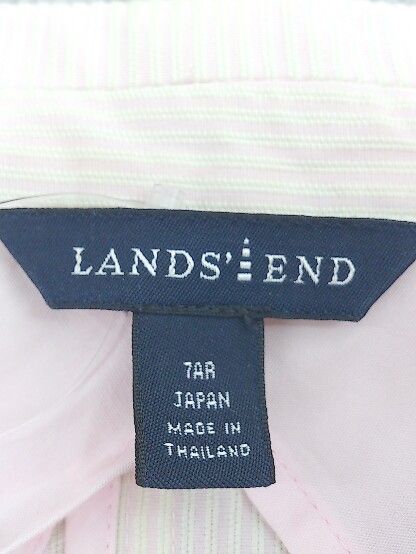 LANDS' END
7AR
JAPAN
MADE IN
THAILAND